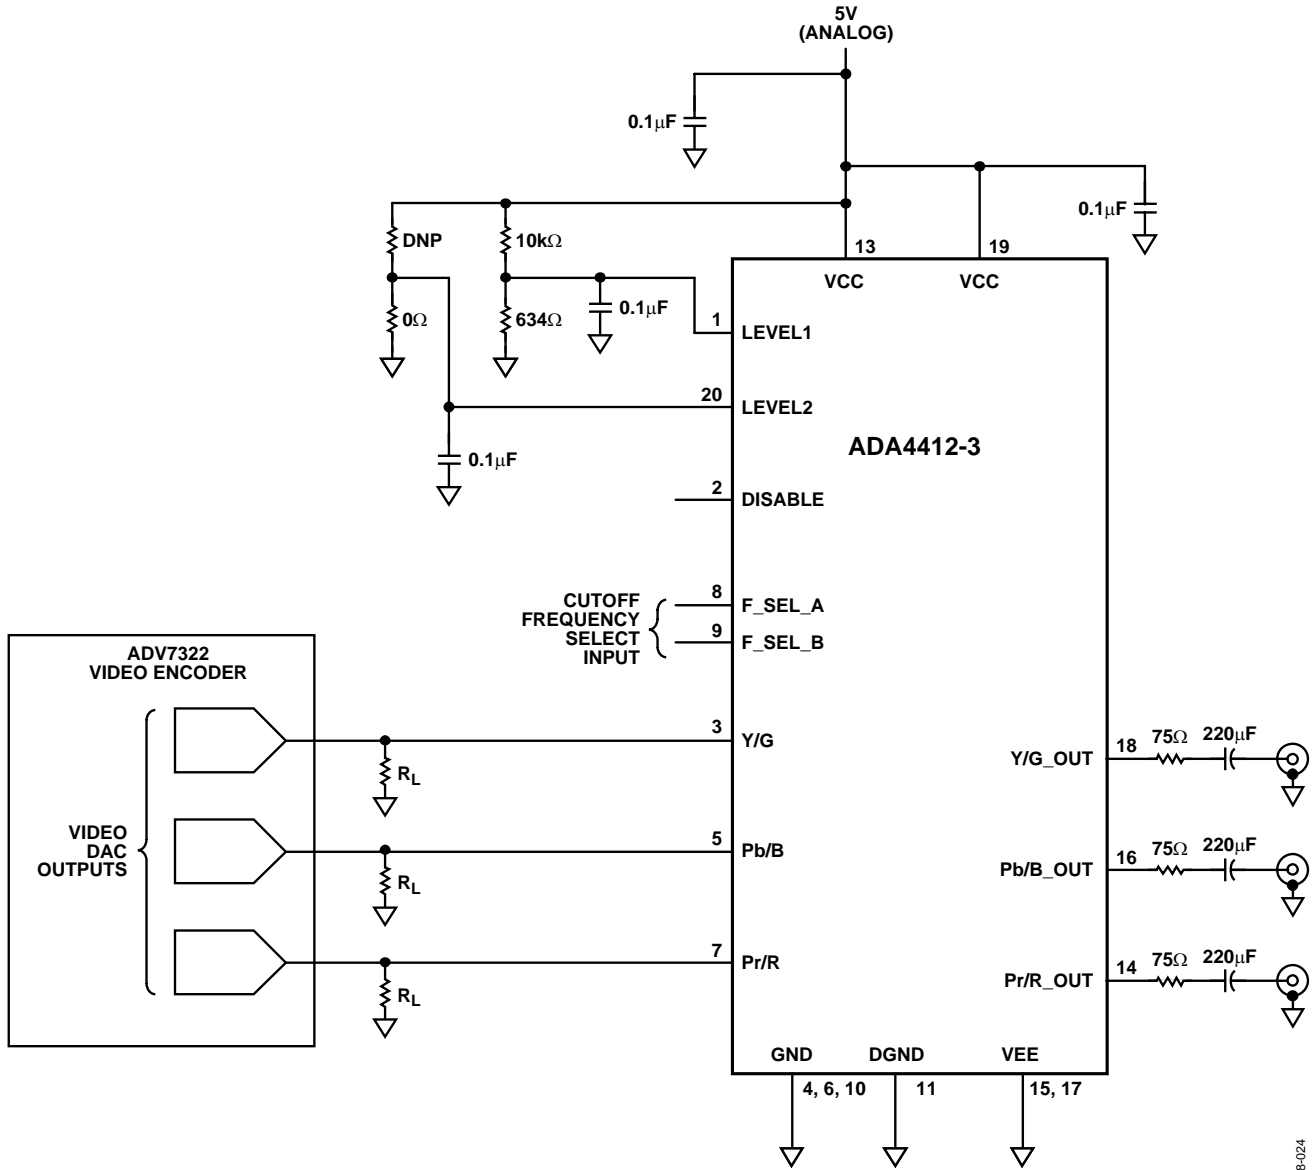 5V
(ANALOG)
0.1μF
0.1μF
DNP
10kΩ
13
19
VCC
VCC
0Ω
634Ω
0.1μF
1
LEVEL1
20
LEVEL2
ADA4412-3
0.1μF
2
DISABLE
CUTOFF
FREQUENCY
SELECT
INPUT
8
F_SEL_A
9
F_SEL_B
ADV7322
VIDEO ENCODER
3
Y/G
RL
Y/G_OUT
18
75Ω
220μF
VIDEO
DAC
OUTPUTS
5
Pb/B
RL
Pb/B_OUT
16
75Ω
220μF
7
Pr/R
RL
Pr/R_OUT
14
75Ω
220μF
GND
DGND
VEE
4, 6, 10
11
15, 17